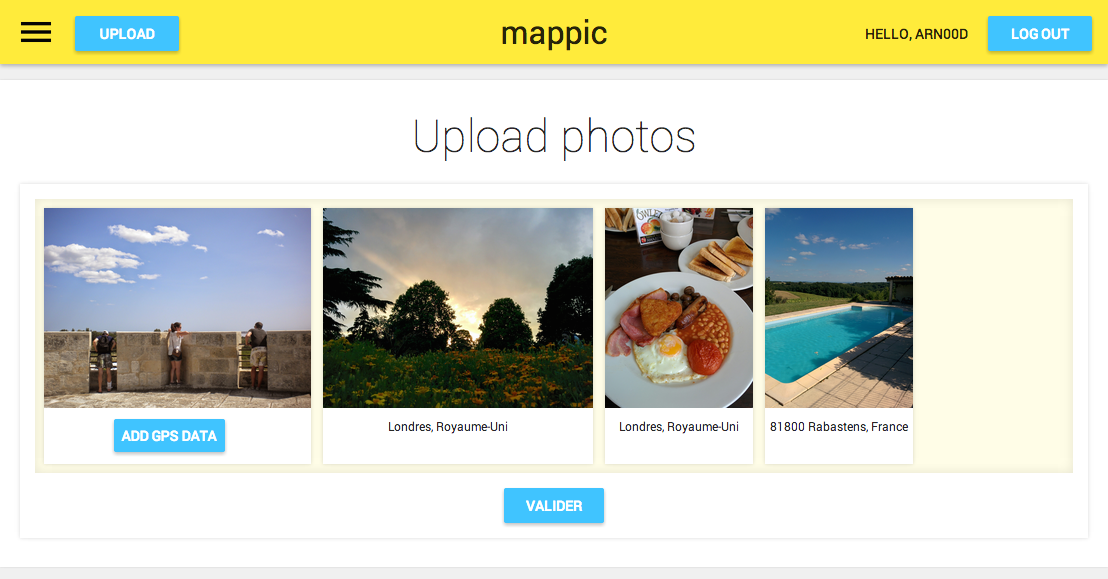 UPLOAD
mappic
HELLO, ARN00D
LOG OUT
Upload photos
ADD GPS DATA
Londres, Royaume-Uni
Londres, Royaume-Uni
81800 Rabastens, France
VALIDER